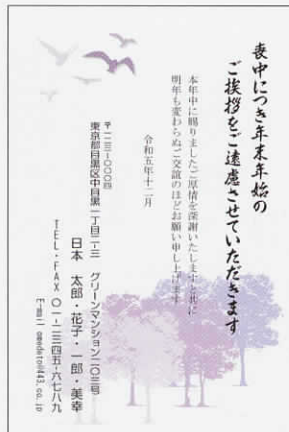 喪中につき年末年始の
ご挨拶をご遠慮させていただきます
本年中に賜りましたご厚情を深謝いたしますと共に
明年も変わらぬご交誼のほどお願い申し上げます
令和五年十二月
〒一二三-〇〇〇四
東京都目黒区中目黒一丁目二-三 グリーンマンション二〇三号
日本 太郎・花子・一郎・美幸
TEL・FAX 〇一-二三四五-六七八九